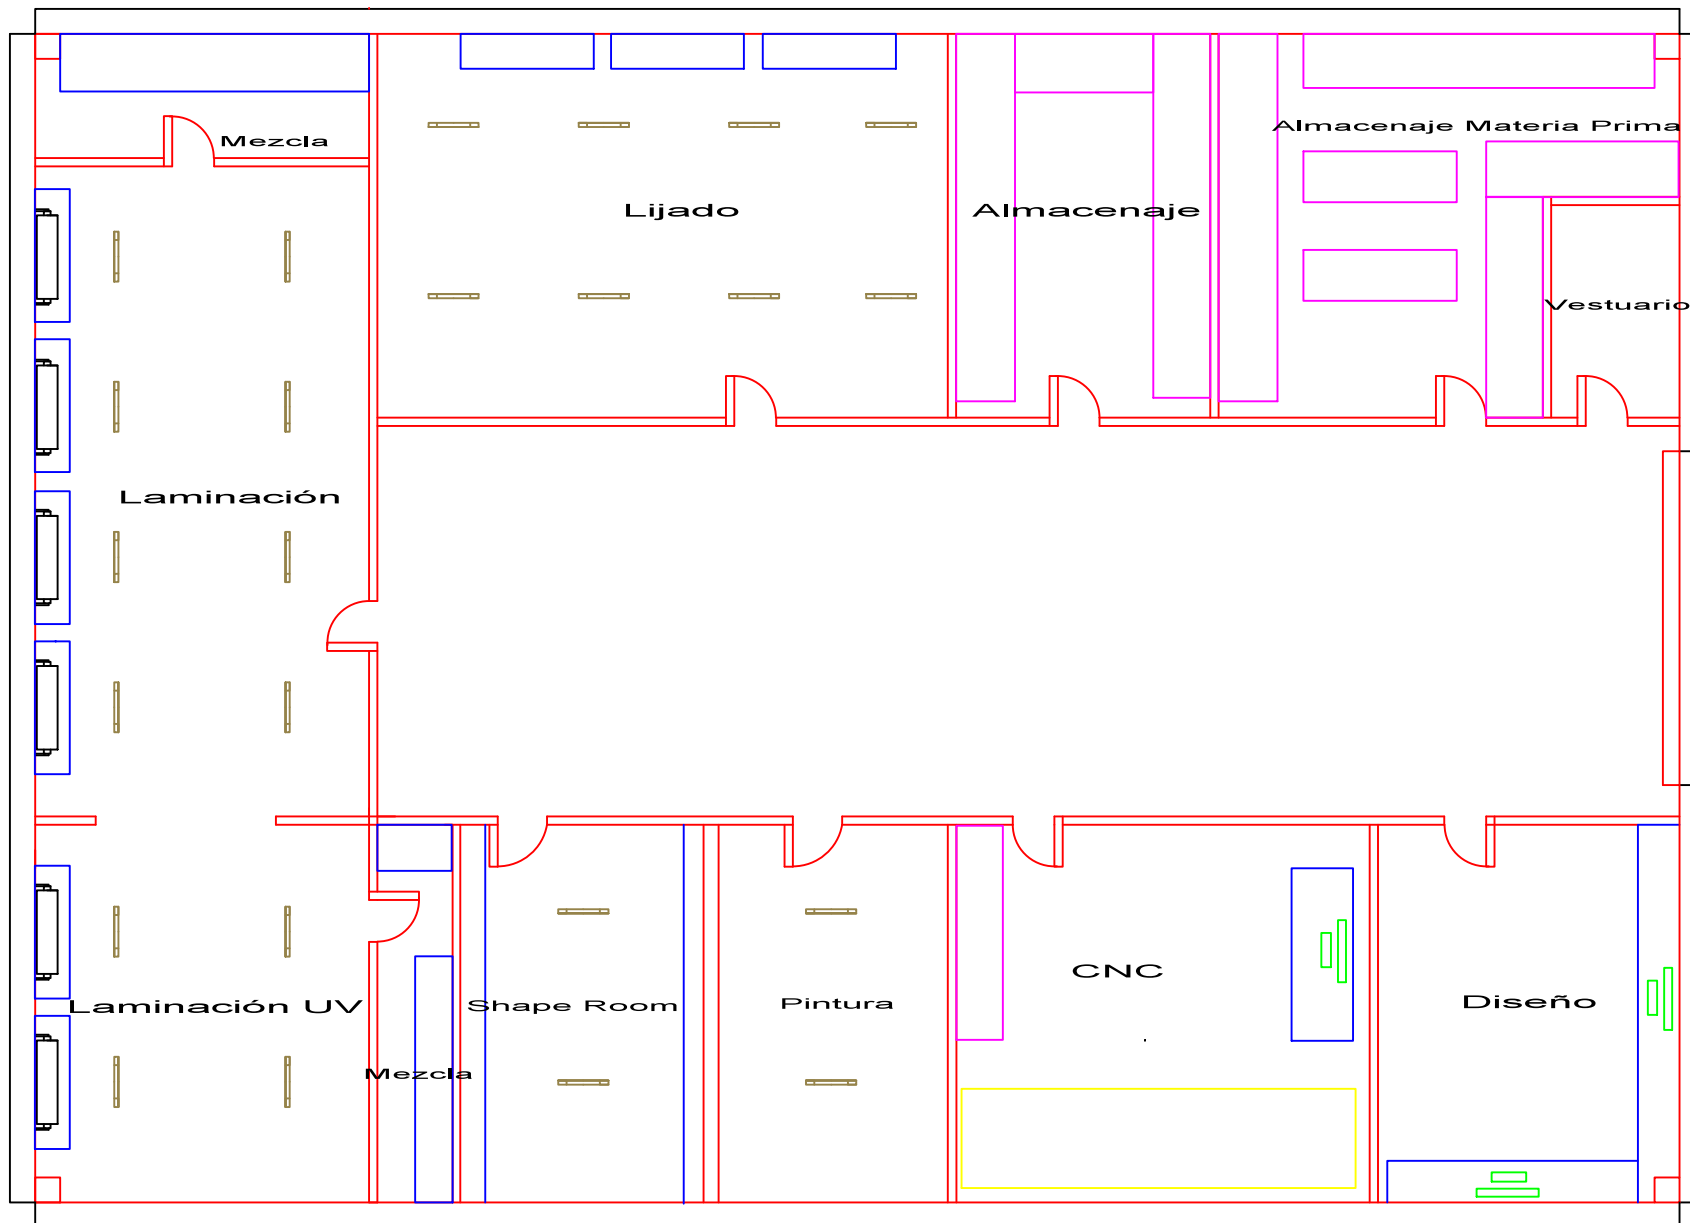 Mezcla
Almacenaje Materia Prima
Lijado
Almacenaje
Vestuario
Laminación
CNC
Laminación UV
Shape Room
Pintura
Diseño
Mezcla